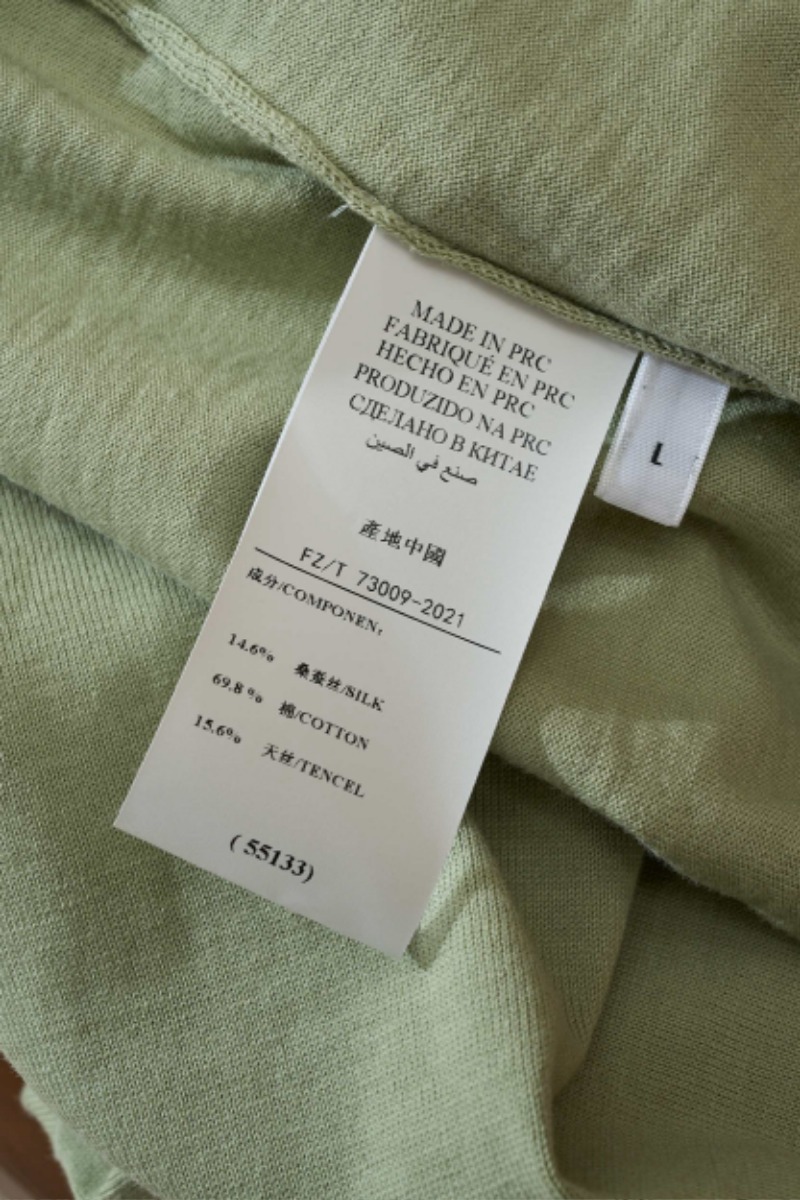 MADE IN PRC
FABRIQUÉ EN PRC
HECHO EN PRC
PRODUZIDO NA PRC
СДЕЛАНО В КИТАЕ
صنع في الصين
產地中國
FZ/T 73009-2021
成分/COMPONEN,
14.6% 桑蚕丝/SILK
69.8% 棉/COTTON
15.6% 天丝/TENCEL
(55133)
L